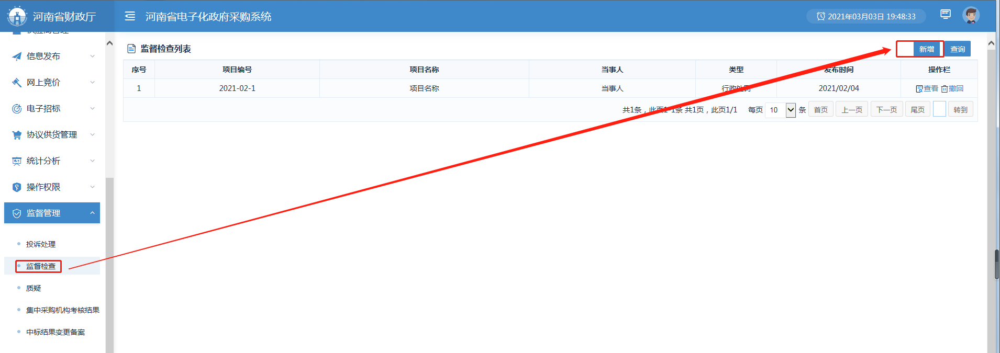 河南省财政厅
河南省电子化政府采购系统
2021年03月03日 19:48:33
供应商管理
信息发布
网上竞价
电子招标
协议供货管理
统计分析
操作权限
监督管理
投诉处理
监督检查
质疑
集中采购机构考核结果
中标结果变更备案
监督检查列表
新增 查询
序号 项目编号 项目名称 当事人 类型 发布时间 操作栏
1 2021-02-1 项目名称 当事人 行政处罚 2021/02/04 查看 撤回
共1条，此页1-1条 共1页，此页1/1 每页 10 条 首页 上一页 下一页 尾页 转到